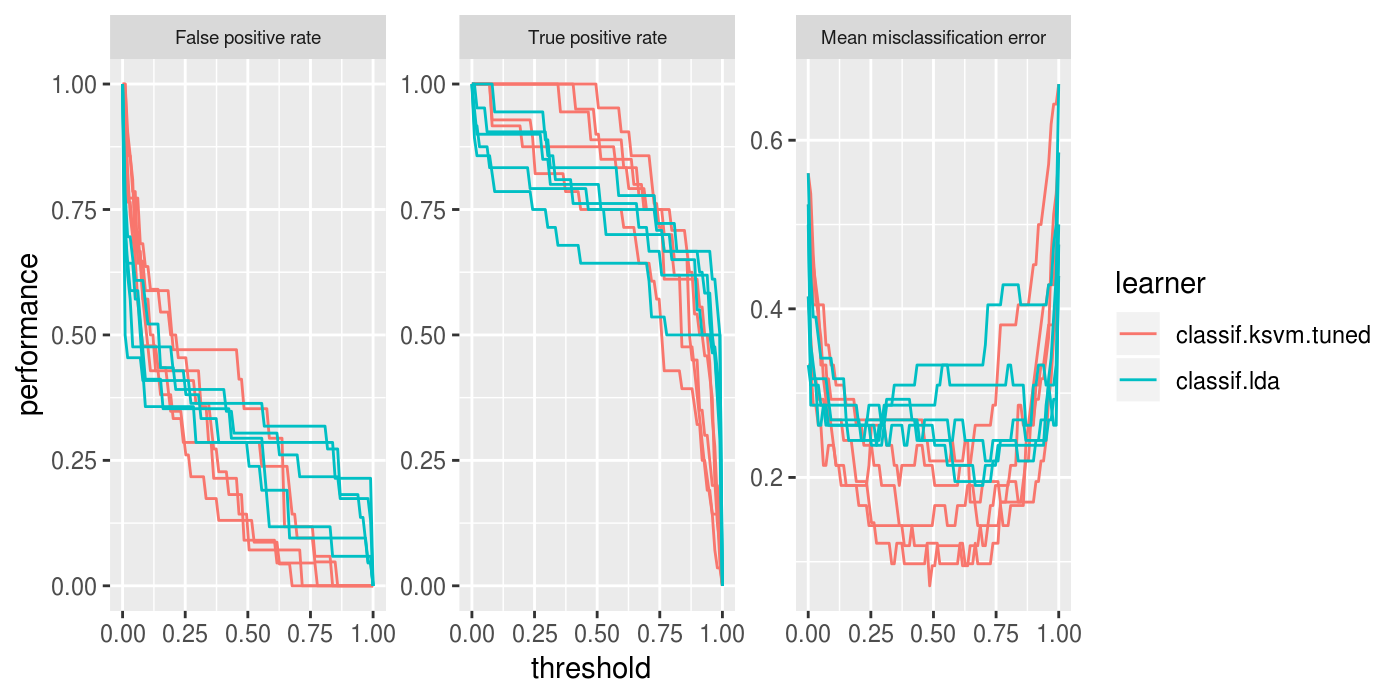 False positive rate
True positive rate
Mean misclassification error
performance
1.00
0.75
0.50
0.25
0.00
1.00
0.75
0.50
0.25
0.00
0.6
0.4
0.2
0.00 0.25 0.50 0.75 1.00
0.00 0.25 0.50 0.75 1.00
0.00 0.25 0.50 0.75 1.00
threshold
learner
classif.ksvm.tuned
classif.lda